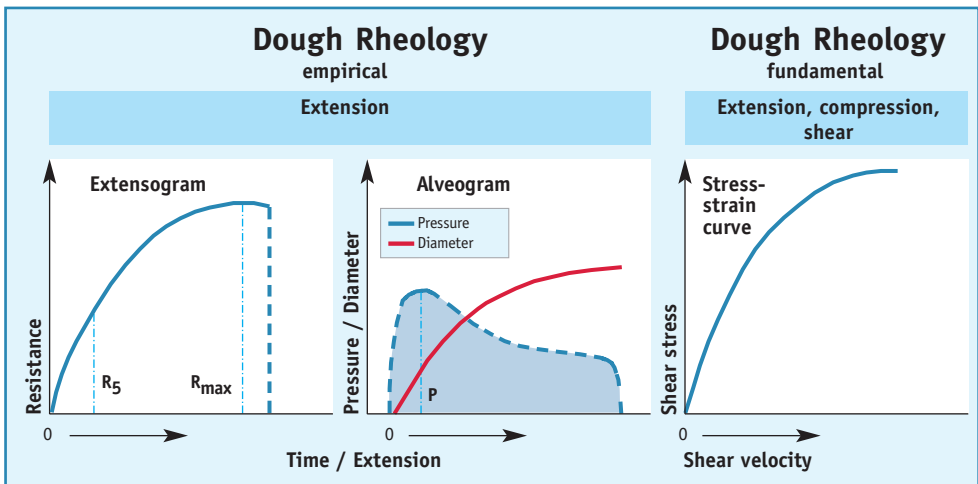 Dough Rheology
empirical
Extension
Extensogram
Resistance
R5
Rmax
0
Alveogram
Pressure
Diameter
Pressure / Diameter
P
0
Time / Extension
Dough Rheology
fundamental
Extension, compression,
shear
Stress-
strain
curve
Shear stress
0
Shear velocity